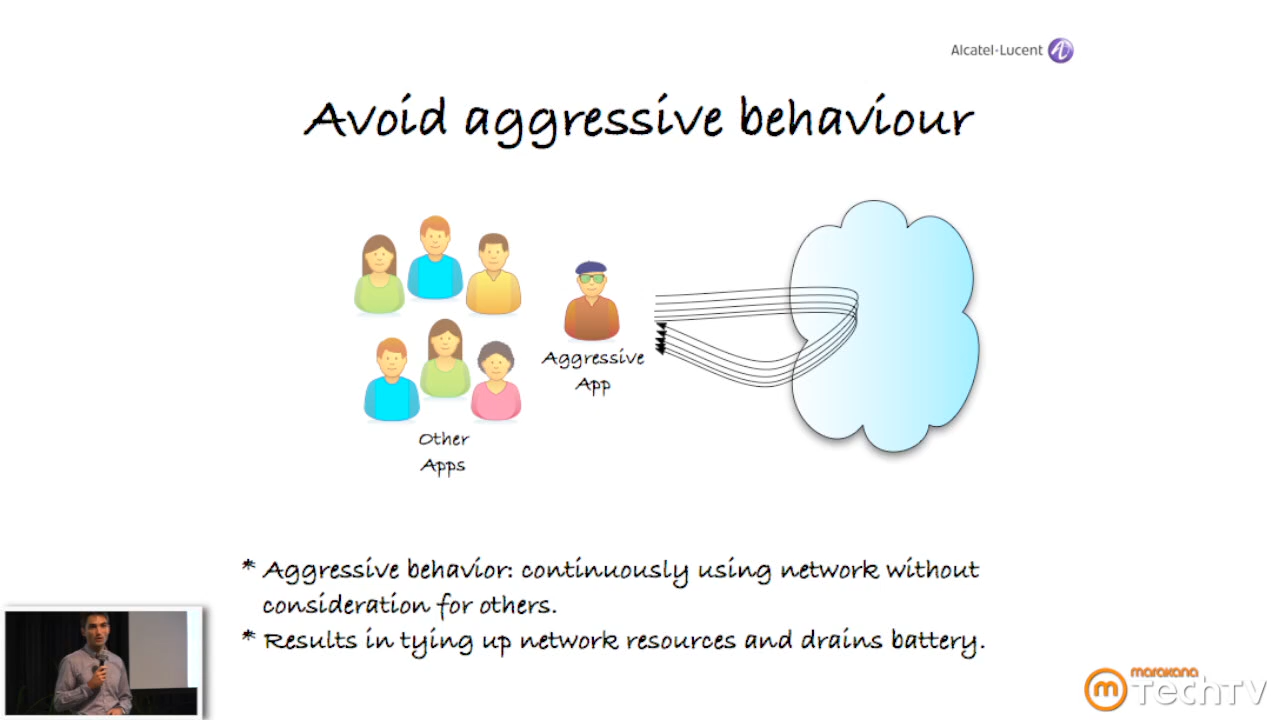 Alcatel·Lucent
Avoid aggressive behaviour
Aggressive
App
Other
Apps
* Aggressive behavior: continuously using network without
consideration for others.
* Results in tying up network resources and drains battery.
marakana
TechTV